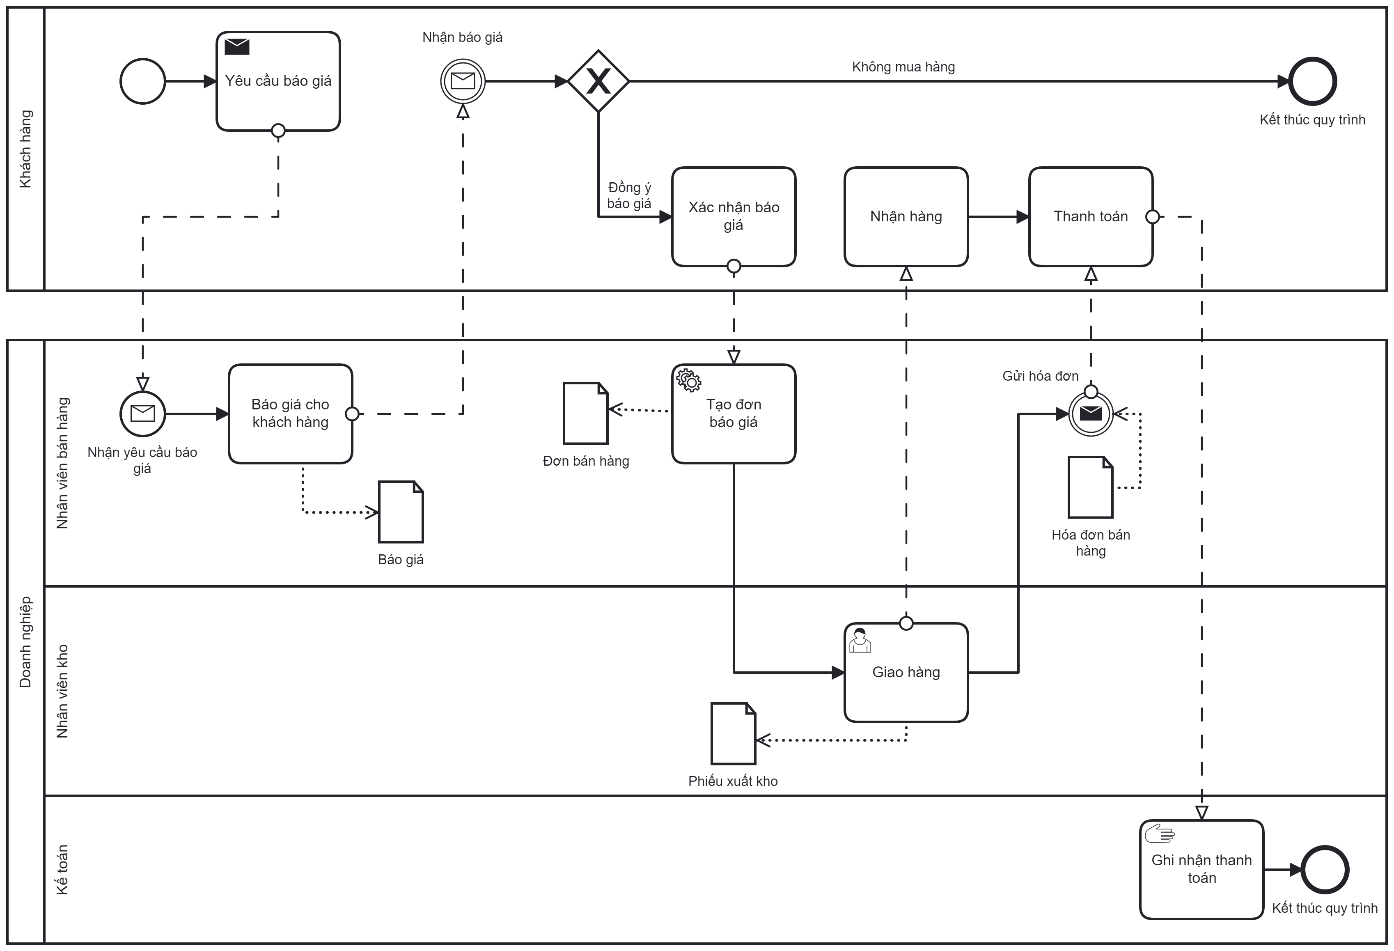 Khách hàng
Nhận báo giá
Yêu cầu báo giá
Không mua hàng
Kết thúc quy trình
Đồng ý
báo giá
Xác nhận báo
giá
Nhận hàng
Thanh toán
Doanh nghiệp
Nhân viên bán hàng
Nhận yêu cầu báo
giá
Báo giá cho
khách hàng
Báo giá
Đơn bán hàng
Tạo đơn
báo giá
Gửi hóa đơn
Hóa đơn bán
hàng
Nhân viên kho
Giao hàng
Phiếu xuất kho
Kế toán
Ghi nhận thanh
toán
Kết thúc quy trình